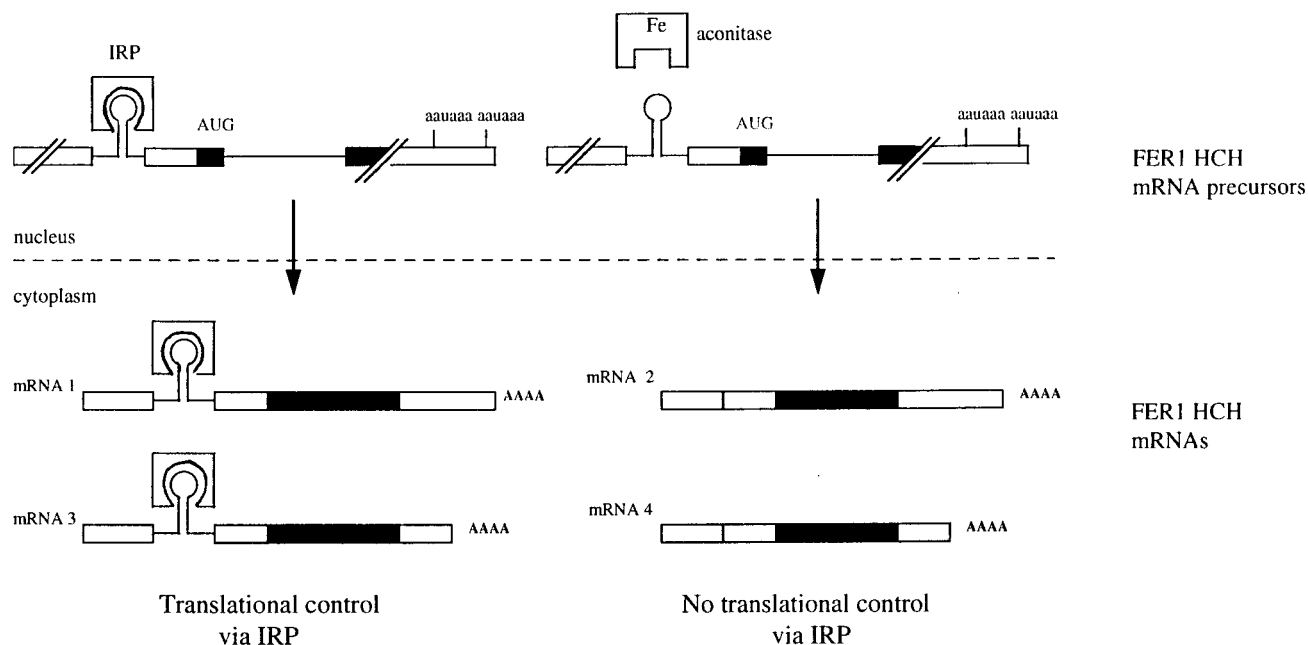 IRP
Fe
aconitase
AUG
aauaaa aauaaa
AUG
aauaaa aauaaa
FER1 HCH
mRNA precursors
nucleus
cytoplasm
mRNA 1
AAAA
mRNA 2
AAAA
FER1 HCH
mRNAs
mRNA 3
AAAA
mRNA 4
AAAA
Translational control
via IRP
No translational control
via IRP